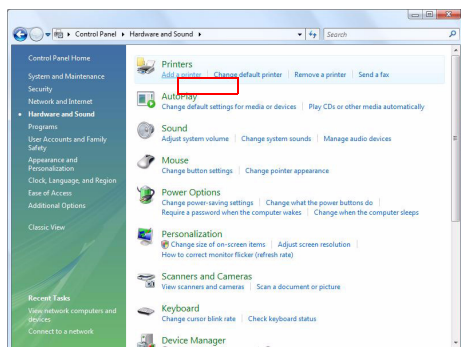 Control Panel ▸ Hardware and Sound ▸ Search
Control Panel Home
System and Maintenance
Security
Network and Internet
• Hardware and Sound
Programs
User Accounts and Family
Safety
Appearance and
Personalization
Clock, Language, and Region
Ease of Access
Additional Options
Classic View
Recent Tasks
View network computers and
devices
Connect to a network
Printers
Add a printer | Change default printer | Remove a printer | Send a fax
AutoPlay
Change default settings for media or devices | Play CDs or other media automatically
Sound
Adjust system volume | Change system sounds | Manage audio devices
Mouse
Change button settings | Change pointer appearance
Power Options
Change power-saving settings | Change what the power buttons do
Require a password when the computer wakes | Change when the computer sleeps
Personalization
Change size of on-screen items | Adjust screen resolution
How to correct monitor flicker (refresh rate)
Scanners and Cameras
View scanners and cameras | Scan a document or picture
Keyboard
Change cursor blink rate | Check keyboard status
Device Manager